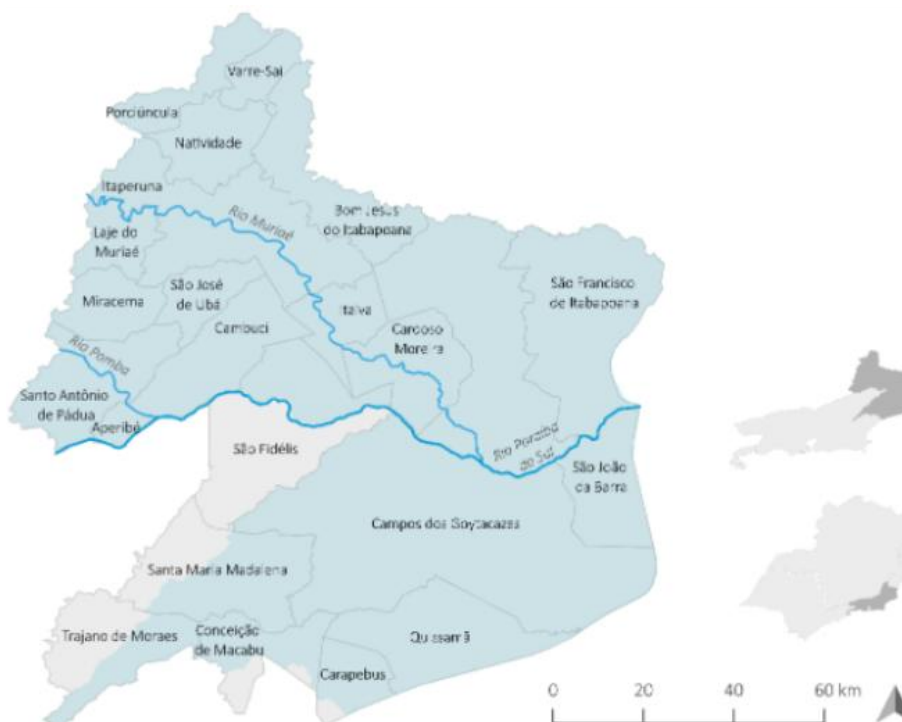 Varre-Sai
Porciúncula
Natividade
Itaperuna
Rio Muriaé
Bom Jesus
do Itabapoana
Laje do
Muriaé
São José
de Ubá
São Francisco
de Itabapoana
Miracema
Italva
Cambuci
Cardoso
Moreira
Rio Pomba
Santo Antônio
de Pádua
Aperibé
São Fidélis
Rio Paraíba
do Sul
São João
da Barra
Campos dos Goytacazes
Santa Maria Madalena
Trajano de Moraes
Conceição
de Macabu
Quissamã
Carapebus
0 20 40 60 km